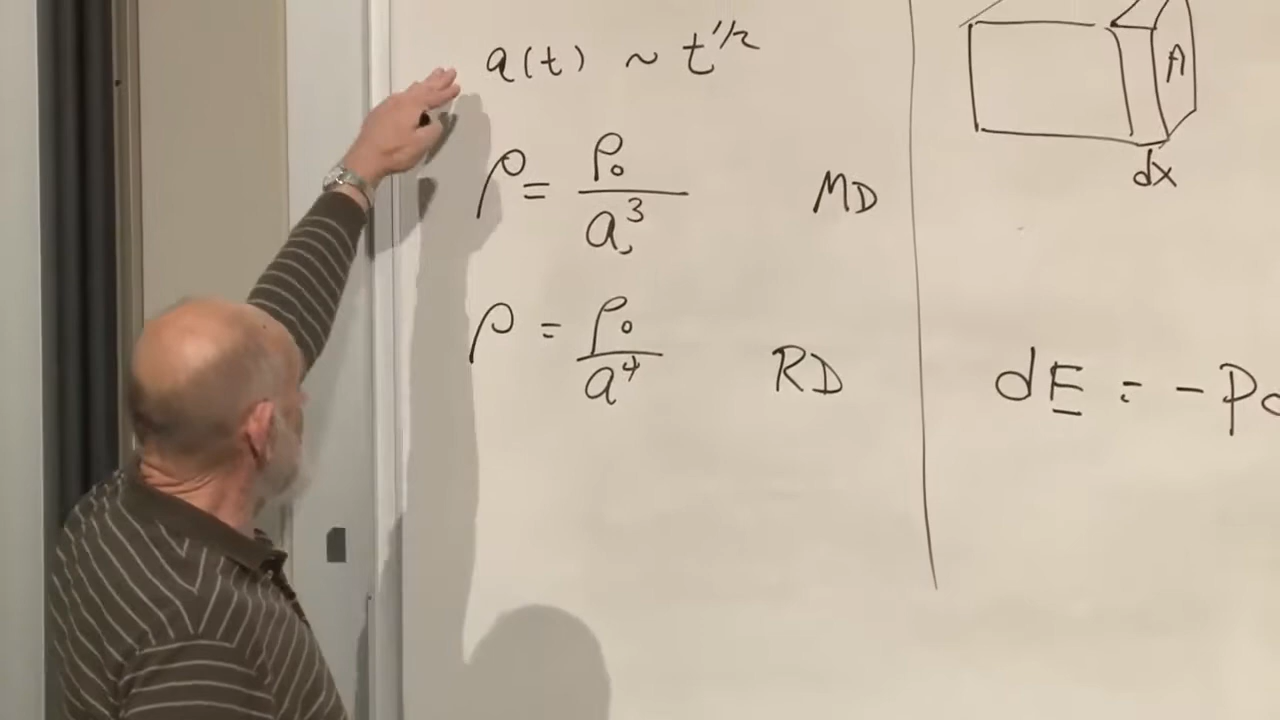 a(t) ~ t^1/2
ρ = ρ₀/a³ MD
ρ = ρ₀/a⁴ RD
A
dx
dE = -P